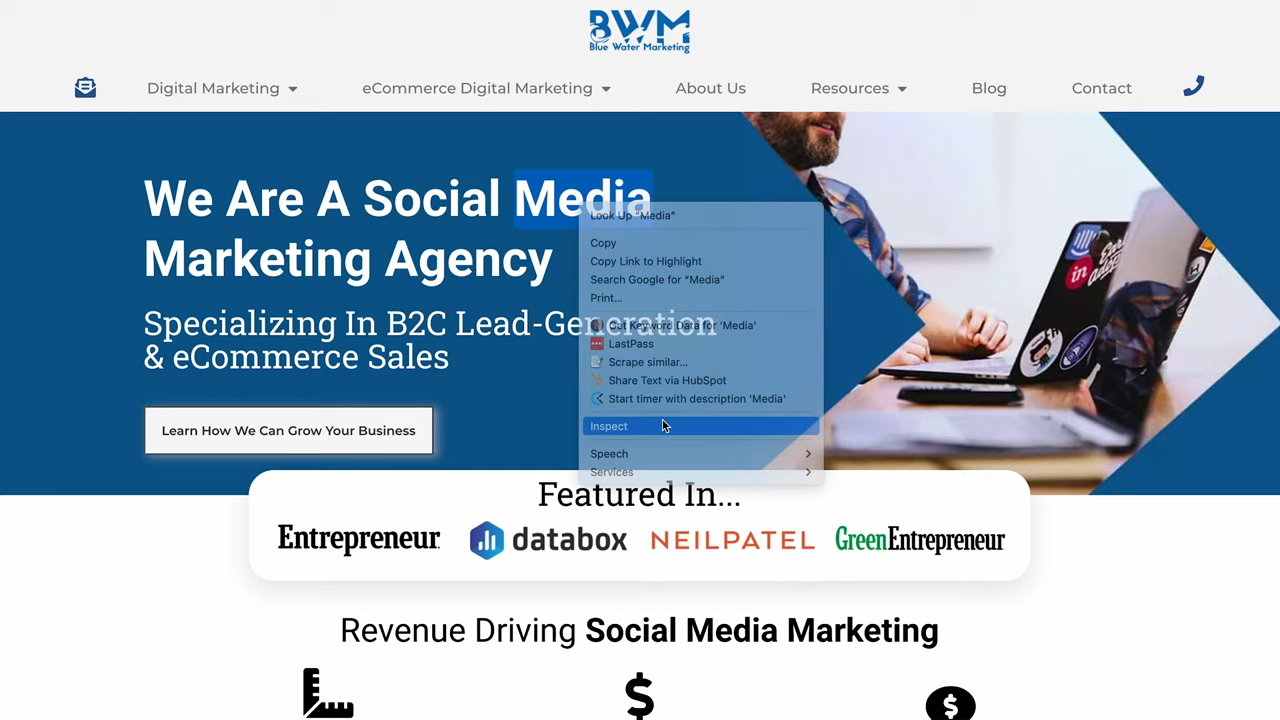 BWM
Blue Water Marketing
Digital Marketing
eCommerce Digital Marketing
About Us
Resources
Blog
Contact
We Are A Social Media
Marketing Agency
Specializing In B2C Lead-Generation
& eCommerce Sales
Learn How We Can Grow Your Business
Look Up “Media”
Copy
Copy Link to Highlight
Search Google for “Media”
Print...
Get Keyword Data for 'Media'
LastPass
Scrape similar...
Share Text via HubSpot
Start timer with description 'Media'
Inspect
Speech
Services
in
Featured In...
Entrepreneur
databox
NEILPATEL
GreenEntrepreneur
Revenue Driving Social Media Marketing